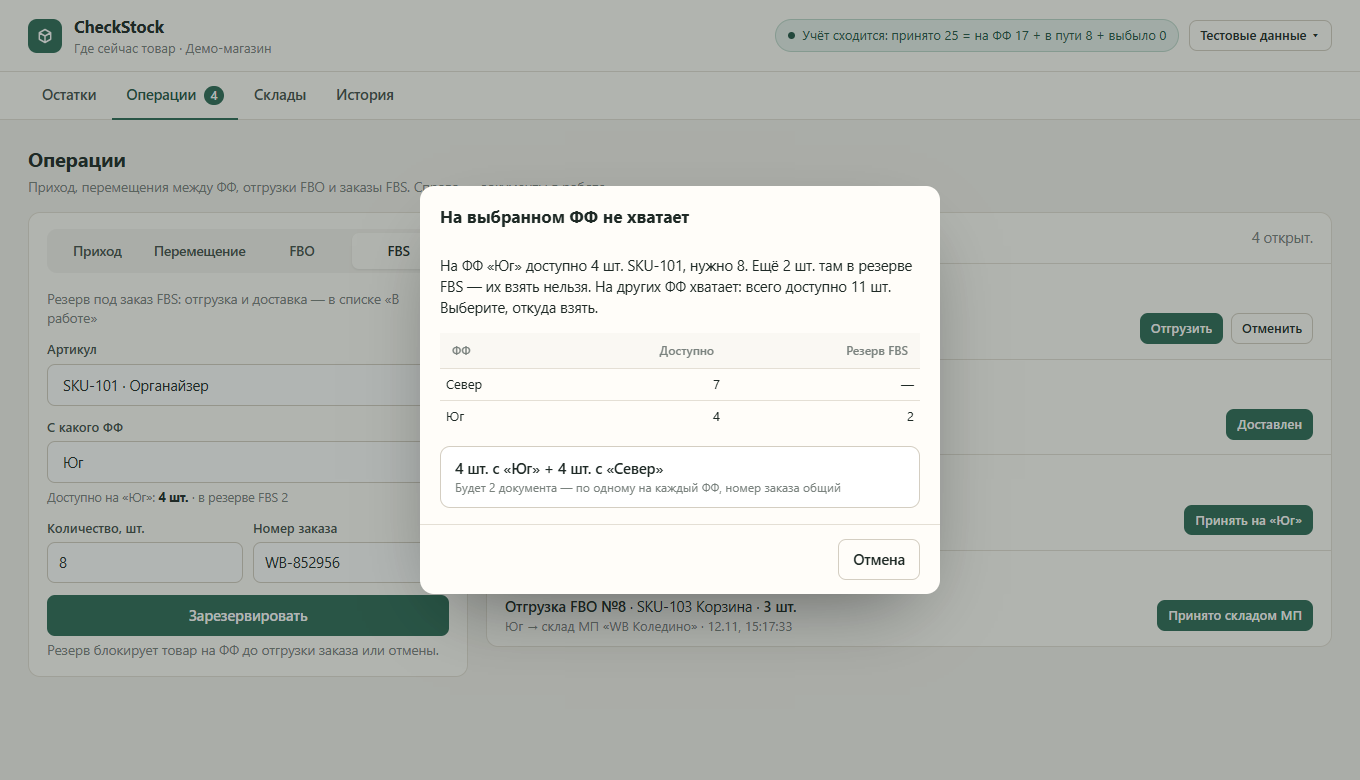 CheckStock
Где сейчас товар · Демо-магазин
Учёт сходится: принято 25 = на ФФ 17 + в пути 8 + выбыло 0
Тестовые данные
Остатки
Операции 4
Склады
История
Операции
Приход, перемещения между ФФ, отгрузки FBO и заказы FBS.
Приход
Перемещение
FBO
FBS
Резерв под заказ FBS: отгрузка и доставка — в списке «В
работе»
Артикул
SKU-101 · Органайзер
С какого ФФ
Юг
Доступно на «Юг»: 4 шт. · в резерве FBS 2
Количество, шт.
Номер заказа
8
WB-852956
Зарезервировать
Резерв блокирует товар на ФФ до отгрузки заказа или отмены.
4 открыт.
Отгрузить
Отменить
Доставлен
Принять на «Юг»
Отгрузка FBO №8 · SKU-103 Корзина · 3 шт.
Юг → склад МП «WB Коледино» · 12.11, 15:17:33
Принято складом МП
На выбранном ФФ не хватает
На ФФ «Юг» доступно 4 шт. SKU-101, нужно 8. Ещё 2 шт. там в резерве
FBS — их взять нельзя. На других ФФ хватает: всего доступно 11 шт.
Выберите, откуда взять.
ФФ Доступно Резерв FBS
Север 7 —
Юг 4 2
4 шт. с «Юг» + 4 шт. с «Север»
Будет 2 документа — по одному на каждый ФФ, номер заказа общий
Отмена